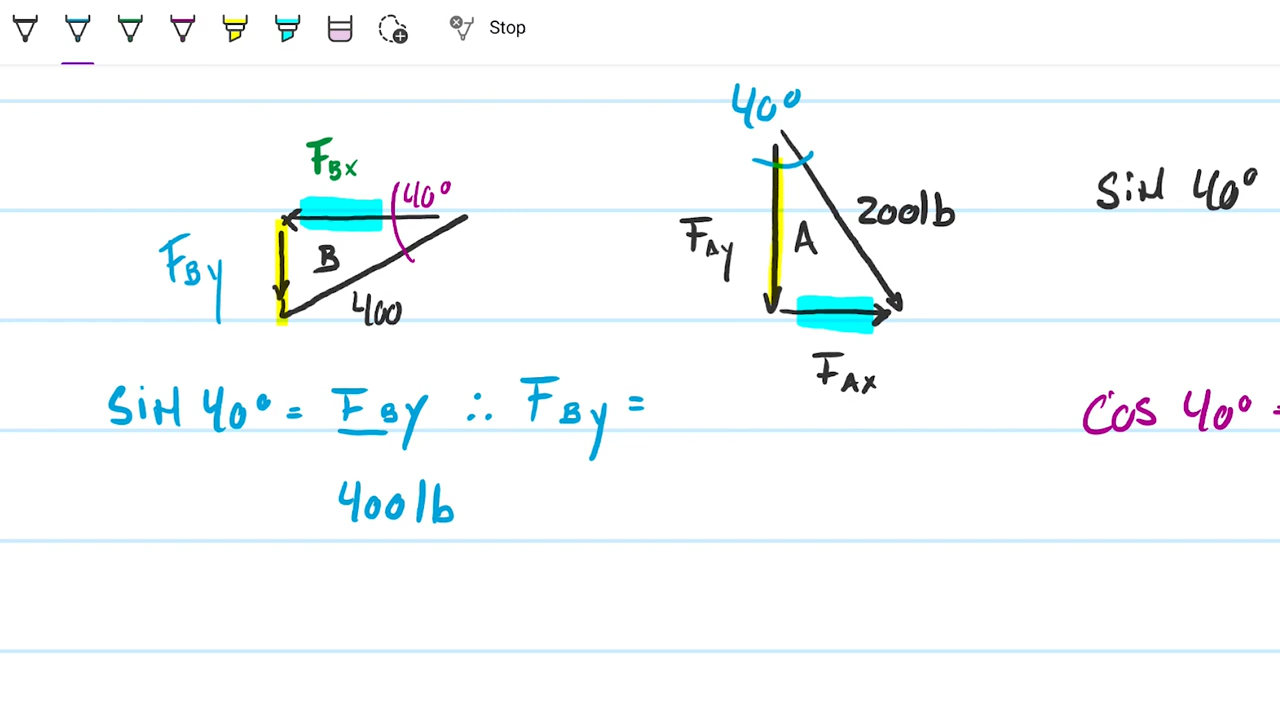 Stop
40°
F_Bx
40°
Sin 40°
200lb
F_Ay
A
F_By
B
400
F_Ax
Sin 40° = F_By ∴ F_By =
400lb
Cos 40° =